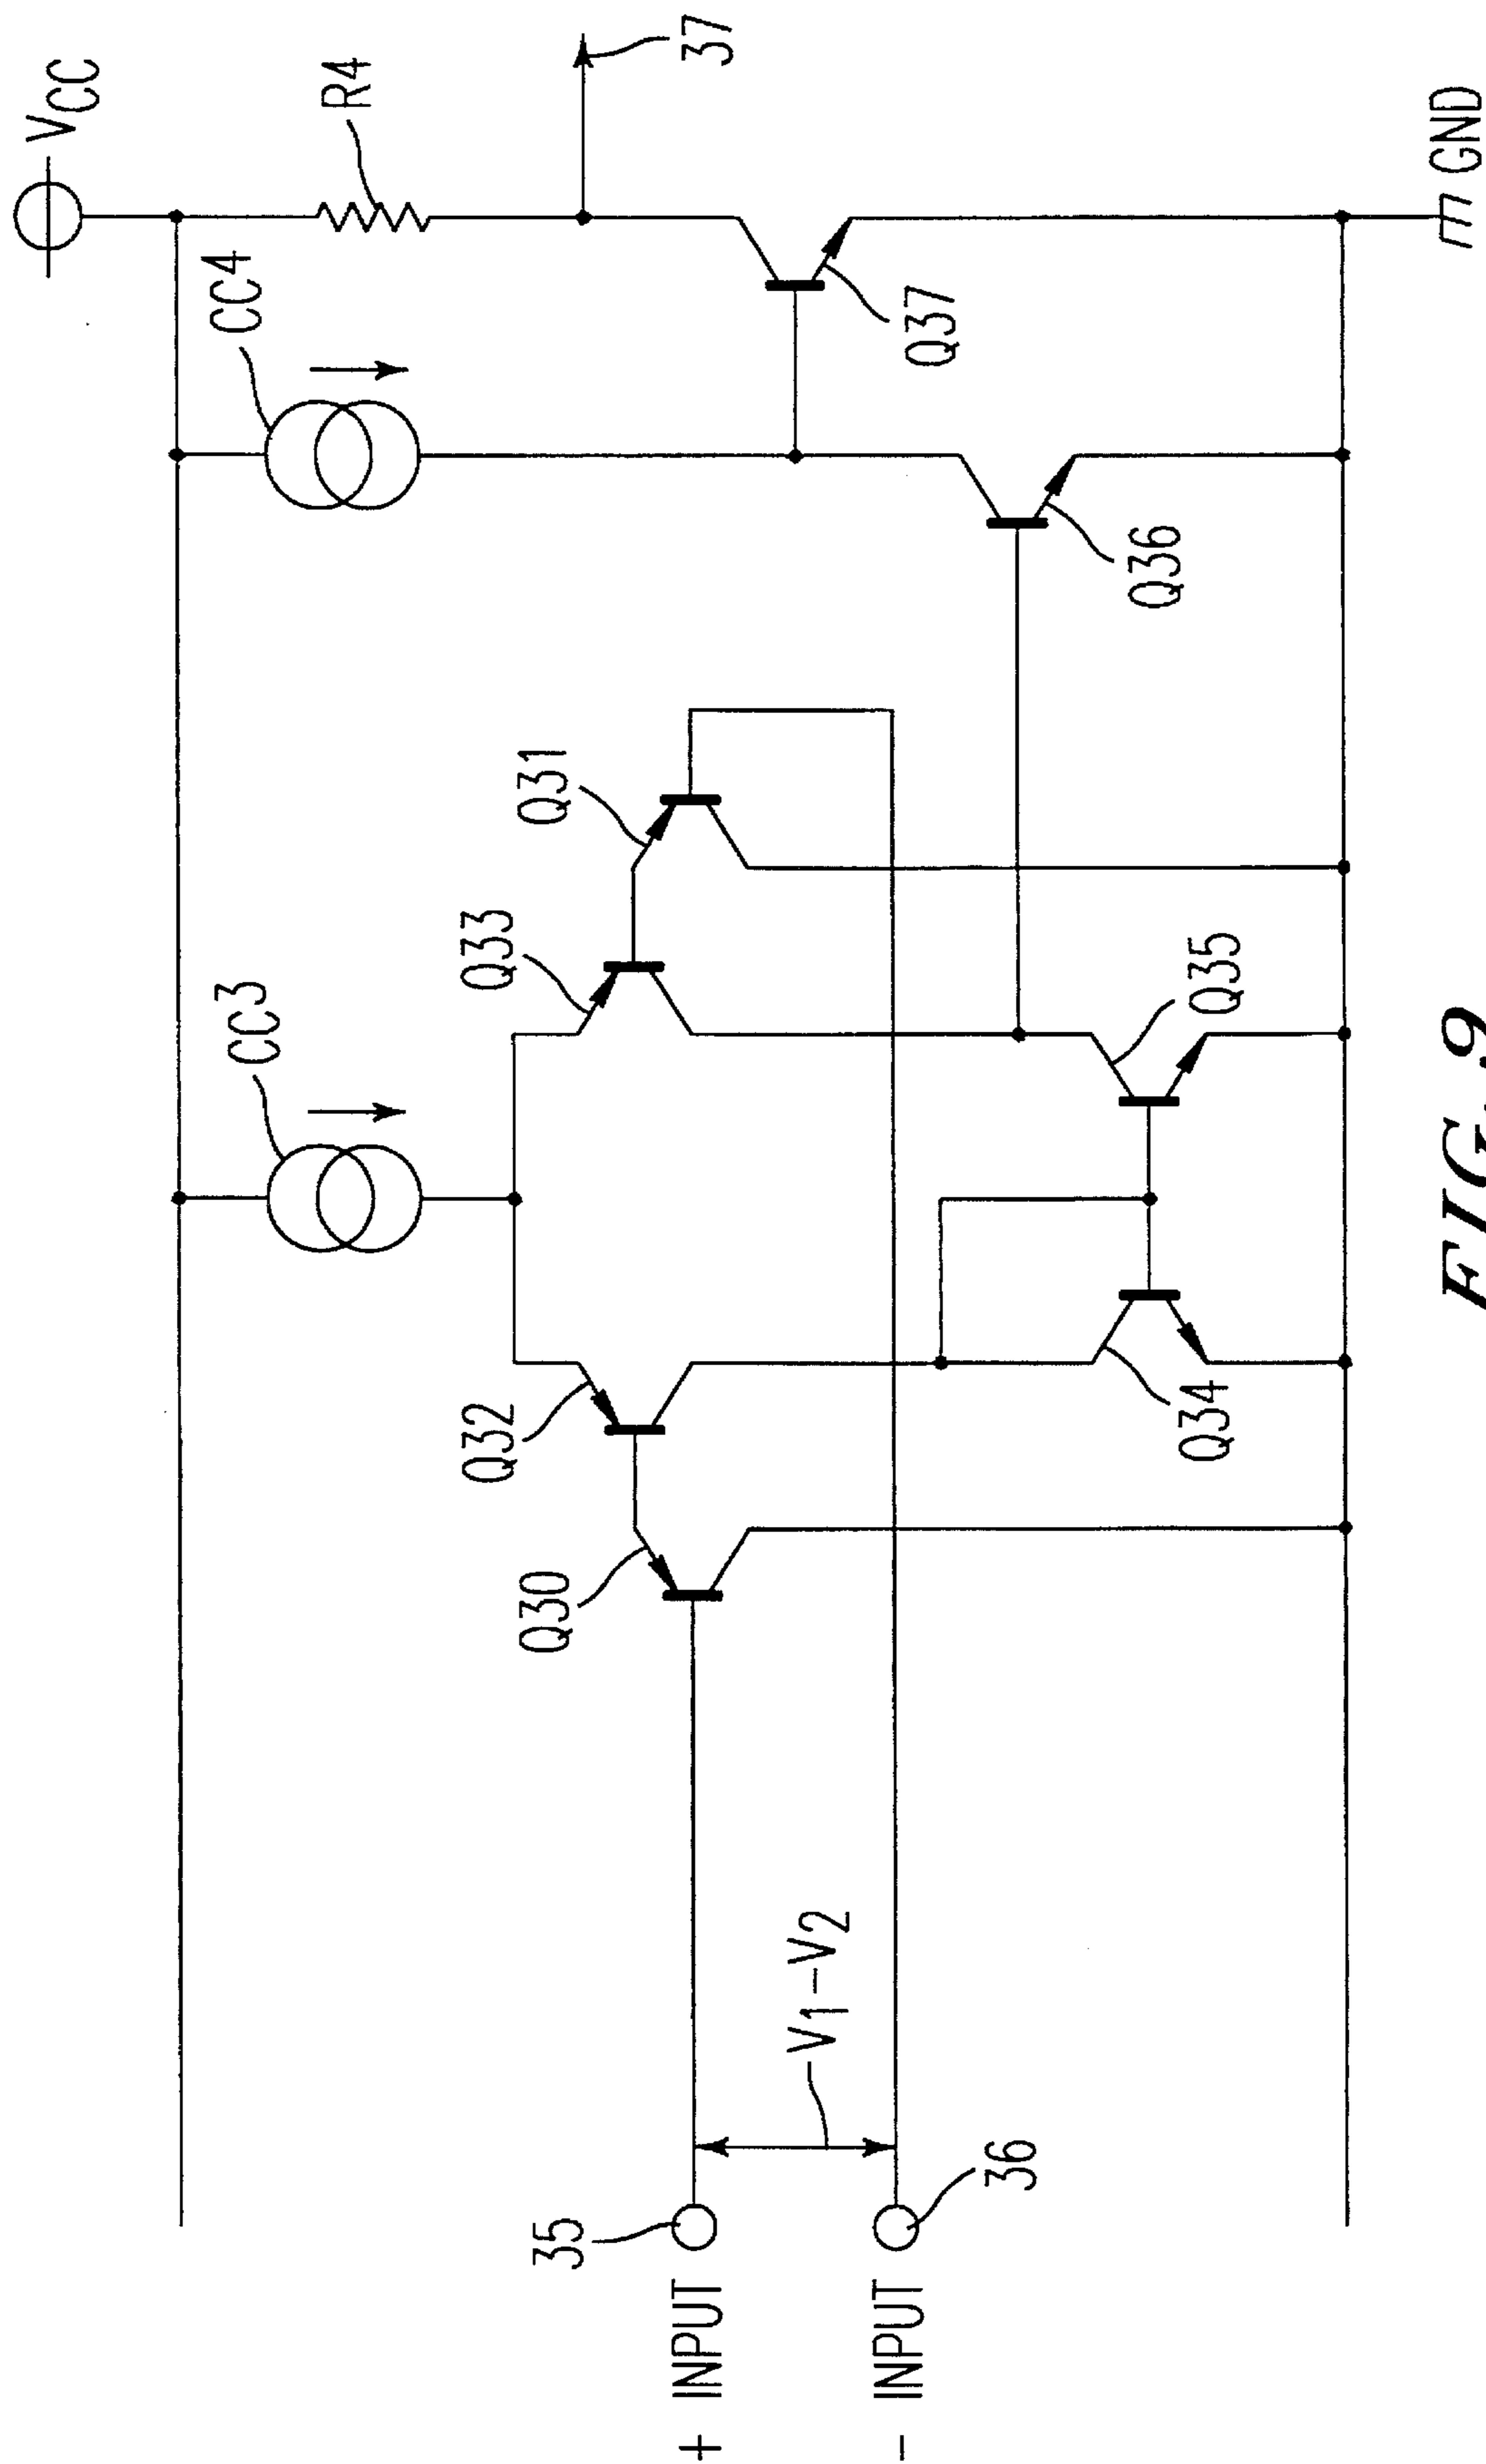 VCC
R4
37
CC4
Q37
GND
Q36
Q31
Q33
CC3
Q35
Q32
Q34
Q30
V1-V2
35
36
+ INPUT
- INPUT
FIG. 9